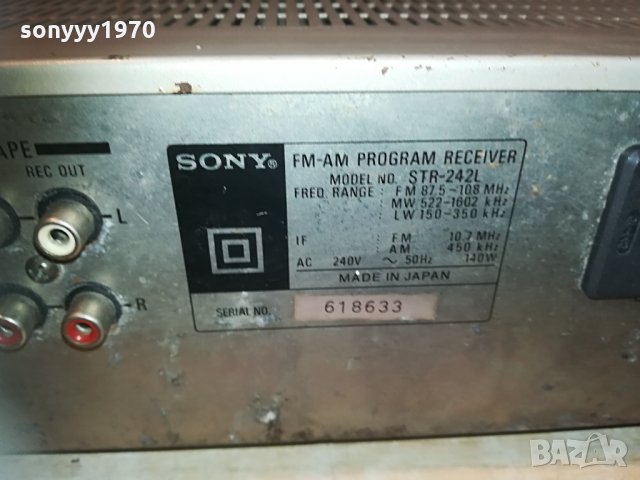 sonyyy1970
APE
REC OUT
L
R
SONY®
FM-AM PROGRAM RECEIVER
MODEL NO. STR-242L
FREQ. RANGE : FM 87.5~108 MHz
MW 522~1602 kHz
LW 150~350 kHz
IF : FM 10.7 MHz
: AM 450 kHz
AC 240V ~ 50Hz 140W
MADE IN JAPAN
SERIAL NO. 618633
BAZAR